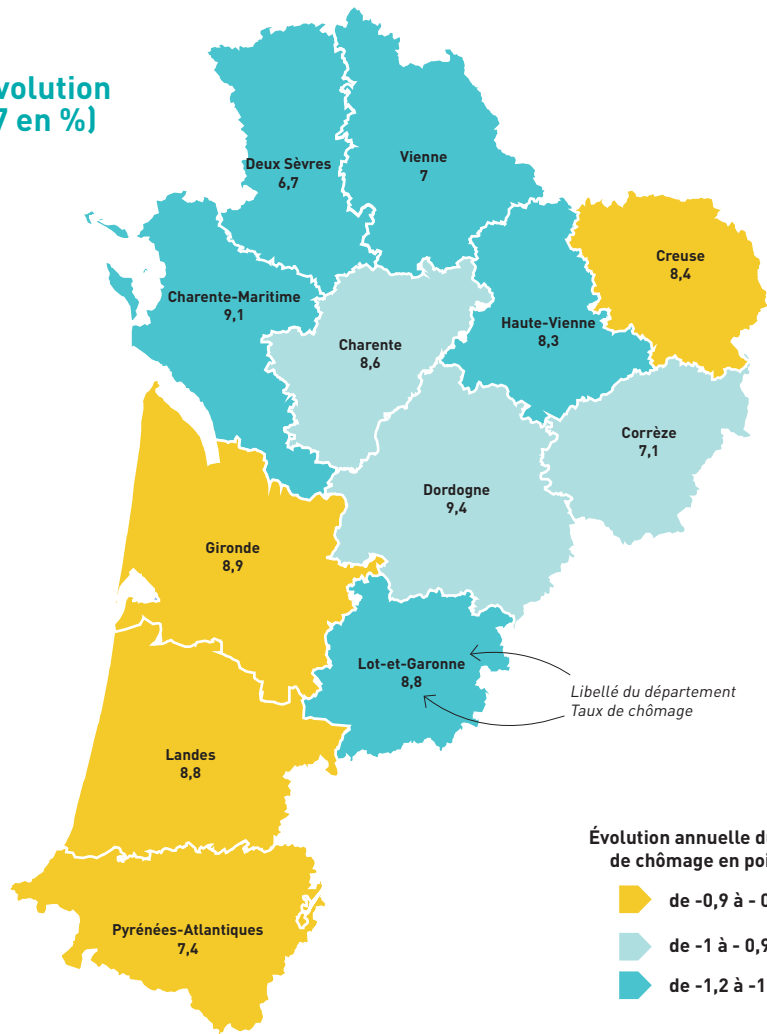 volution
7 en %)
Deux Sèvres
6,7
Vienne
7
Creuse
8,4
Charente-Maritime
9,1
Haute-Vienne
8,3
Charente
8,6
Corrèze
7,1
Dordogne
9,4
Gironde
8,9
Lot-et-Garonne
8,8
Libellé du département
Taux de chômage
Landes
8,8
Évolution annuelle d
de chômage en poi
de -0,9 à - 0
de -1 à - 0,9
de -1,2 à -1
Pyrénées-Atlantiques
7,4